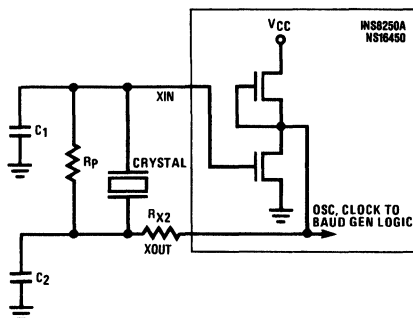 VCC
INS8250A
NS16450
XIN
C1
RP
CRYSTAL
RX2
XOUT
OSC, CLOCK TO
BAUD GEN LOGIC
C2